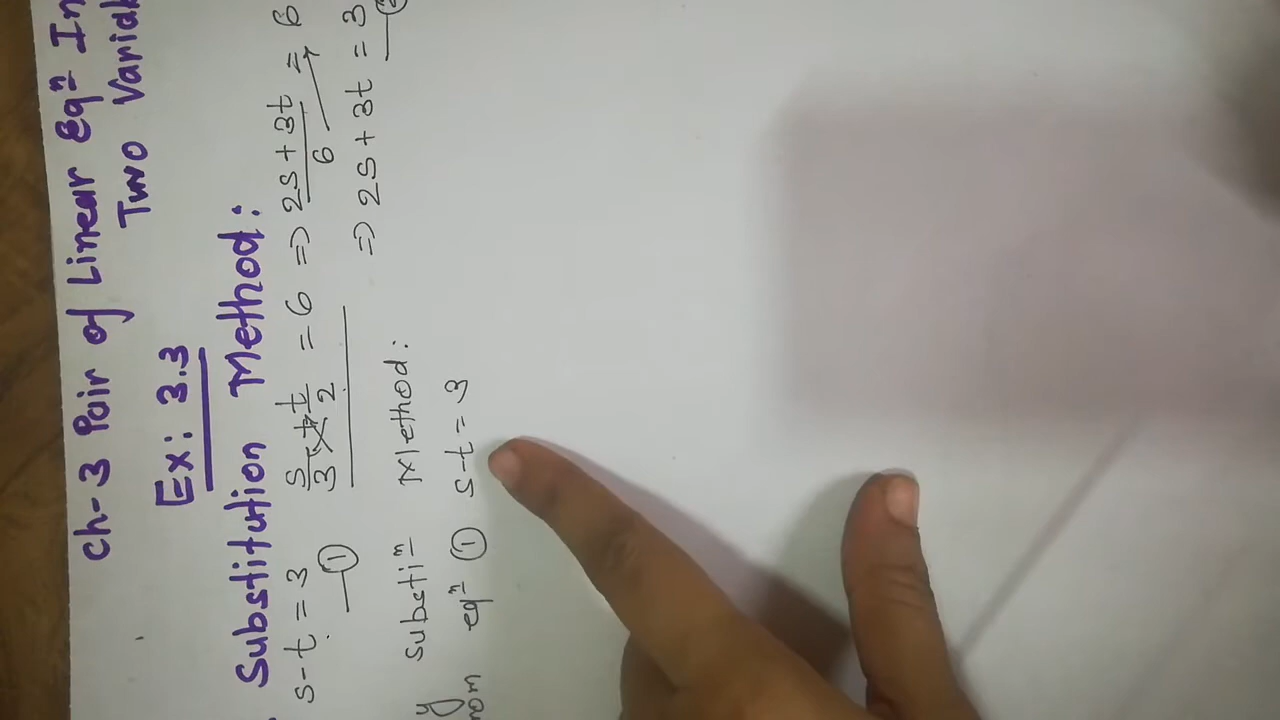 Ch-3 Pair of Linear Eqⁿ In
Two Variab
Ex: 3.3
Substitution Method:
s-t = 3 s/3 + t/2 = 6 => (2s + 3t)/6 = 6
①
=> 2s + 3t = 3
substiⁿ Method:
eqⁿ ① s-t = 3